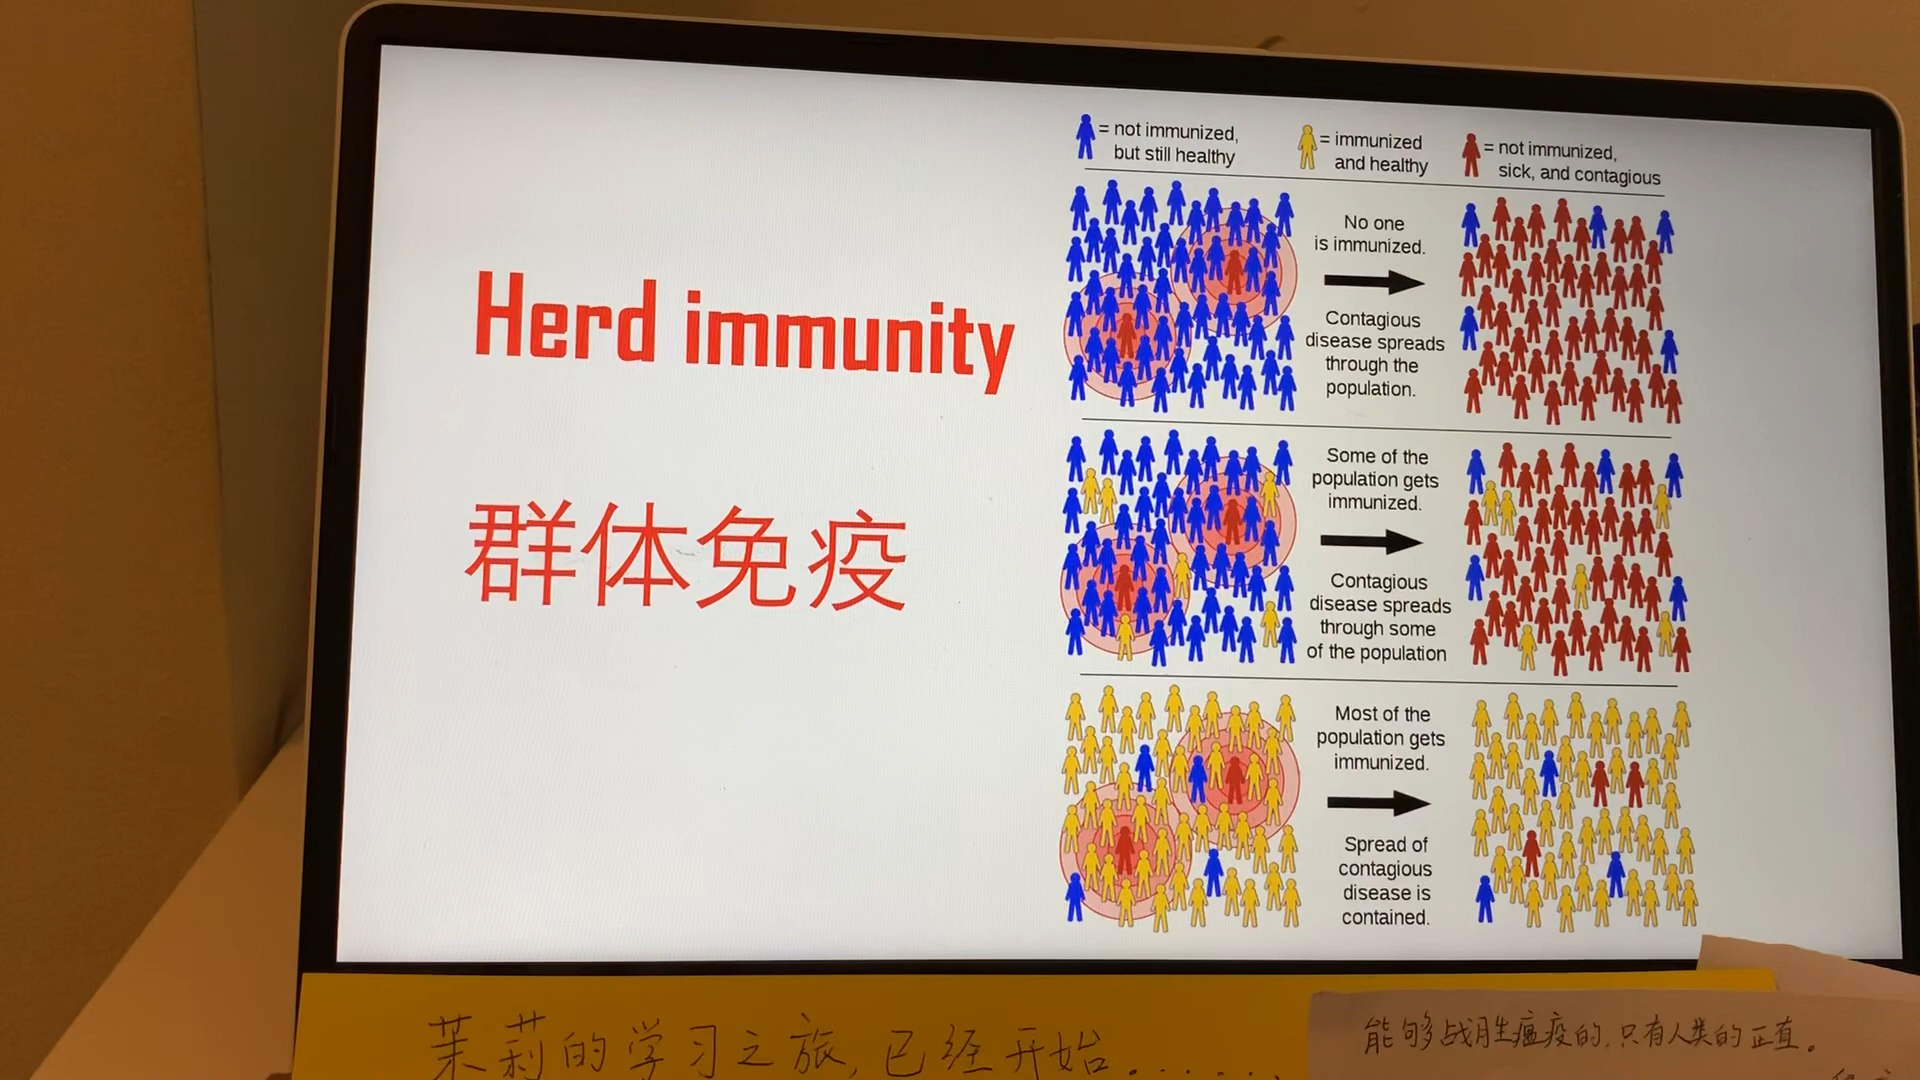 Herd immunity
群体免疫
= not immunized,
but still healthy
= immunized
and healthy
= not immunized,
sick, and contagious
No one
is immunized.
Contagious
disease spreads
through the
population.
Some of the
population gets
immunized.
Contagious
disease spreads
through some
of the population
Most of the
population gets
immunized.
Spread of
contagious
disease is
contained.
茉莉的学习之旅,已经开始......
能够战胜瘟疫的,只有人类的正直。